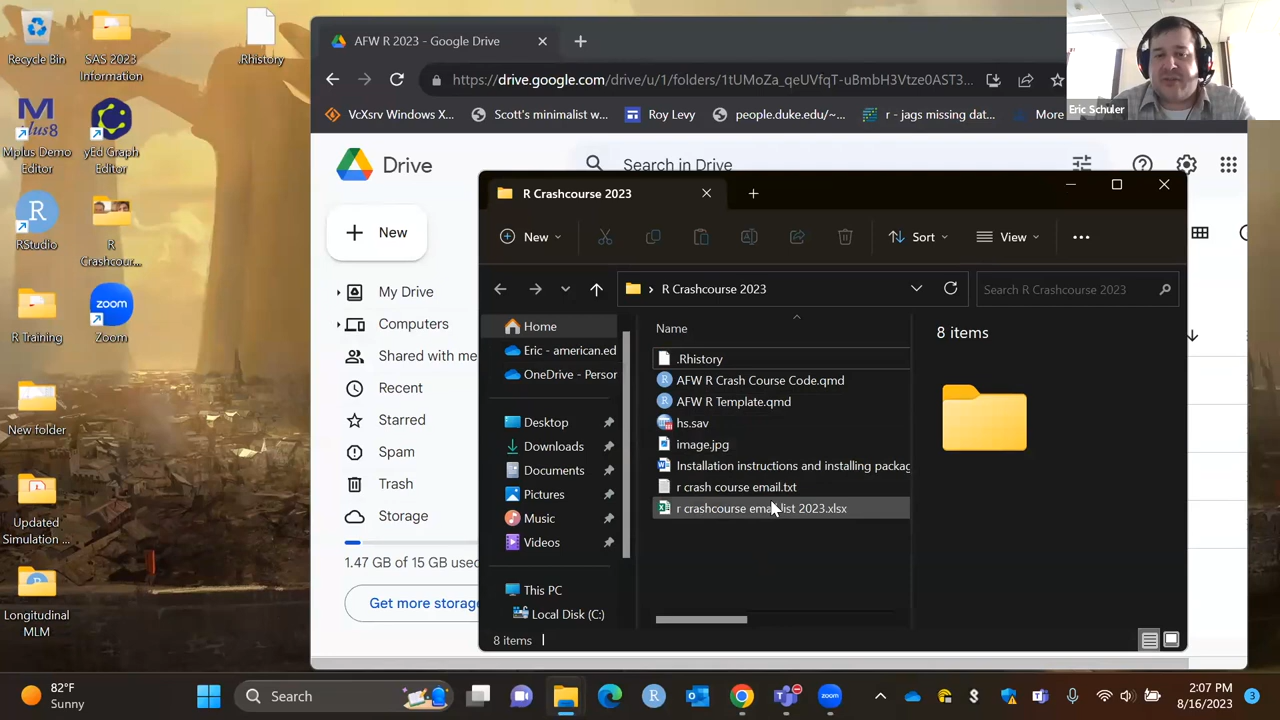 Recycle Bin
SAS 2023 Information
.Rhistory
Mplus Demo Editor
yEd Graph Editor
RStudio
R Crashcour...
R Training
Zoom
New folder
Updated Simulation ...
Longitudinal MLM
AFW R 2023 - Google Drive
https://drive.google.com/drive/u/1/folders/1tUMoZa_qeUVfqT-uBmbH3Vtze0AST3...
VcXsrv Windows X...
Scott's minimalist w...
Roy Levy
people.duke.edu/~...
r - jags missing dat...
More
Eric Schuler
Drive
Search in Drive
New
My Drive
Computers
Shared with me
Recent
Starred
Spam
Trash
Storage
1.47 GB of 15 GB used
Get more storage
R Crashcourse 2023
New
Sort
View
R Crashcourse 2023
Search R Crashcourse 2023
Home
Eric - american.ed
OneDrive - Person
Desktop
Downloads
Documents
Pictures
Music
Videos
This PC
Local Disk (C:)
Name
.Rhistory
AFW R Crash Course Code.qmd
AFW R Template.qmd
hs.sav
image.jpg
Installation instructions and installing packag
r crash course email.txt
r crashcourse email list 2023.xlsx
8 items
8 items
82°F
Sunny
Search
2:07 PM
8/16/2023
3